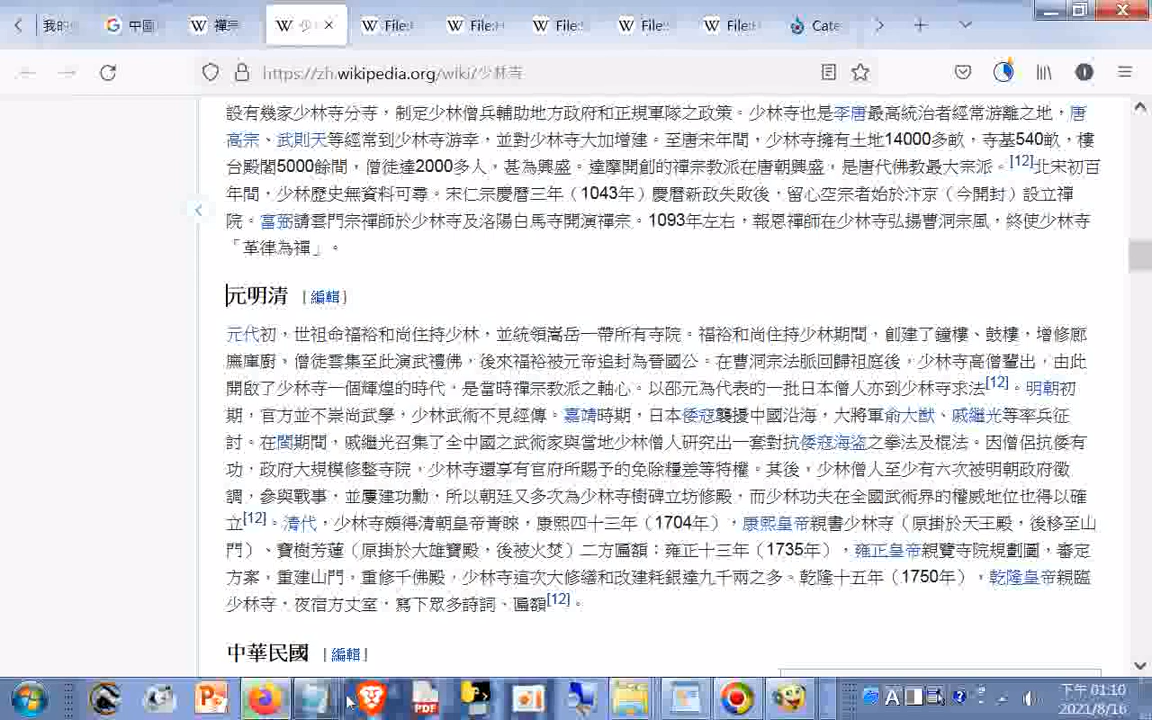 我的
中國
禪宗
少
File:
File:H
File:S
File:
File:I
Cate
https://zh.wikipedia.org/wiki/少林寺
設有幾家少林寺分寺，制定少林僧兵輔助地方政府和正規軍隊之政策。少林寺也是李唐最高統治者經常游離之地，唐
高宗、武則天等經常到少林寺游幸，並對少林寺大加增建。至唐宋年間，少林寺擁有土地14000多畝，寺基540畝，樓
台殿閣5000餘間，僧徒達2000多人，甚為興盛。達摩開創的禪宗教派在唐朝興盛，是唐代佛教最大宗派。[12]北宋初百
年間，少林歷史無資料可尋。宋仁宗慶曆三年（1043年）慶曆新政失敗後，留心空宗者始於汴京（今開封）設立禪
院。富弼請雲門宗禪師於少林寺及洛陽白馬寺開演禪宗。1093年左右，報恩禪師在少林寺弘揚曹洞宗風，終使少林寺
「革律為禪」。
元明清 [編輯]
元代初，世祖命福裕和尚住持少林，並統領嵩岳一帶所有寺院。福裕和尚住持少林期間，創建了鐘樓、鼓樓，增修廊
廡庫廚，僧徒雲集至此演武禮佛，後來福裕被元帝追封為晉國公。在曹洞宗法脈回歸祖庭後，少林寺高僧輩出，由此
開啟了少林寺一個輝煌的時代，是當時禪宗教派之軸心。以邵元為代表的一批日本僧人亦到少林寺求法[12]。明朝初
期，官方並不崇尚武學，少林武術不見經傳。嘉靖時期，日本倭寇襲擾中國沿海，大將軍俞大猷、戚繼光等率兵征
討。在閩期間，戚繼光召集了全中國之武術家與當地少林僧人研究出一套對抗倭寇海盜之拳法及棍法。因僧侶抗倭有
功，政府大規模修整寺院，少林寺還享有官府所賜予的免除糧差等特權。其後，少林僧人至少有六次被明朝政府徵
調，參與戰事，並屢建功勳，所以朝廷又多次為少林寺樹碑立坊修殿，而少林功夫在全國武術界的權威地位也得以確
立[12]。清代，少林寺頗得清朝皇帝青睞，康熙四十三年（1704年），康熙皇帝親書少林寺（原掛於天王殿，後移至山
門）、寶樹芳蓮（原掛於大雄寶殿，後被火焚）二方匾額；雍正十三年（1735年），雍正皇帝親覽寺院規劃圖，審定
方案，重建山門，重修千佛殿，少林寺這次大修繕和改建耗銀達九千兩之多。乾隆十五年（1750年），乾隆皇帝親臨
少林寺，夜宿方丈室，寫下眾多詩詞、匾額[12]。
中華民國 [編輯]
PDF
A
下午 01:10
2021/8/16